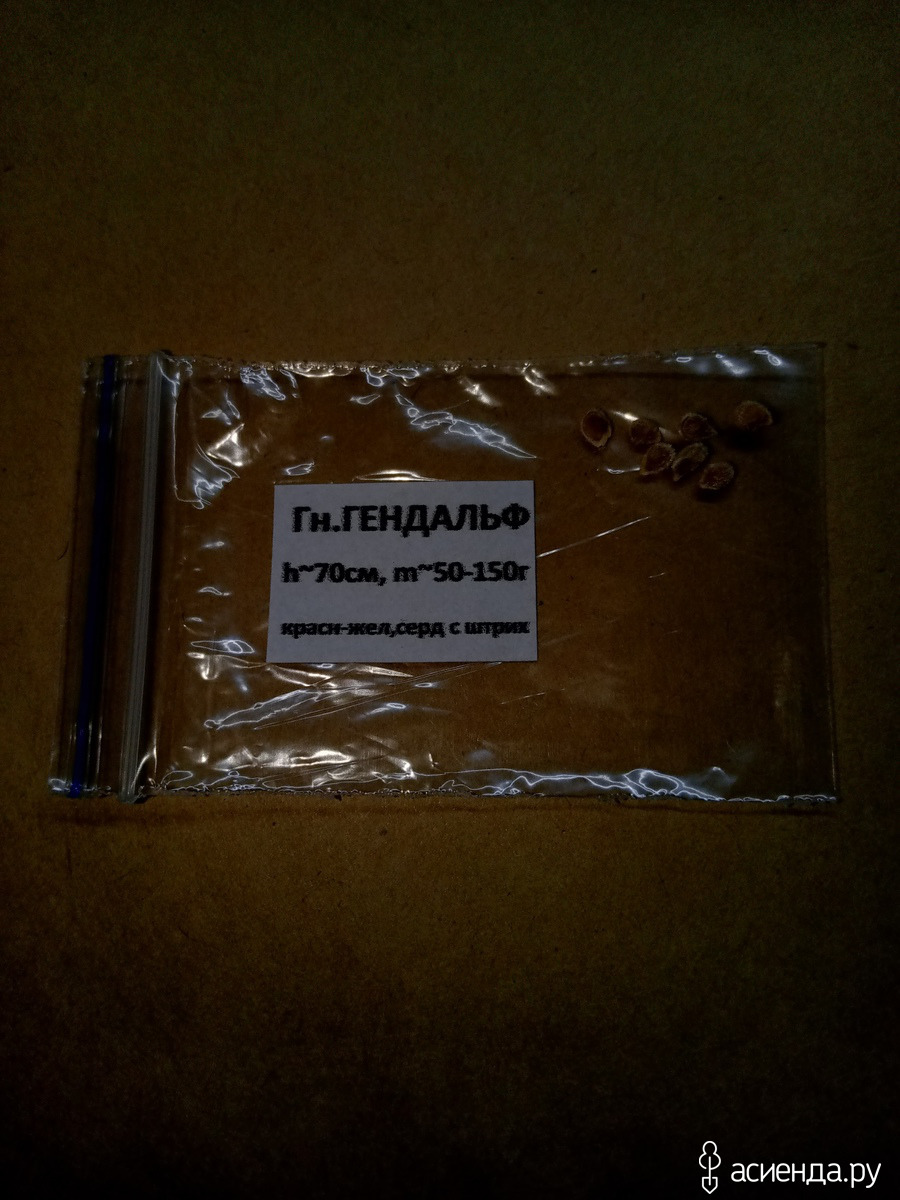 Гн.ГЕНДАЛЬФ
h~70см, m~50-150г
красн-жел,серд с штрих
асиенда.ру